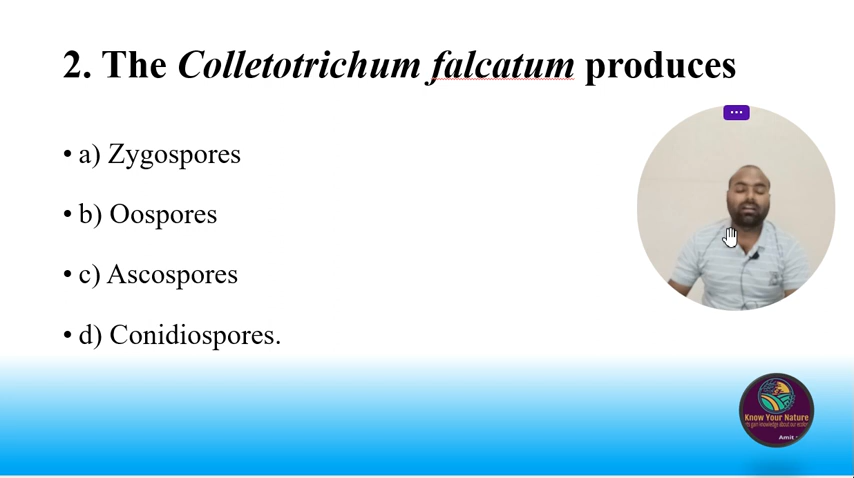 2. The Colletotrichum falcatum produces
• a) Zygospores
• b) Oospores
• c) Ascospores
• d) Conidiospores.
Know Your Nature
Amit